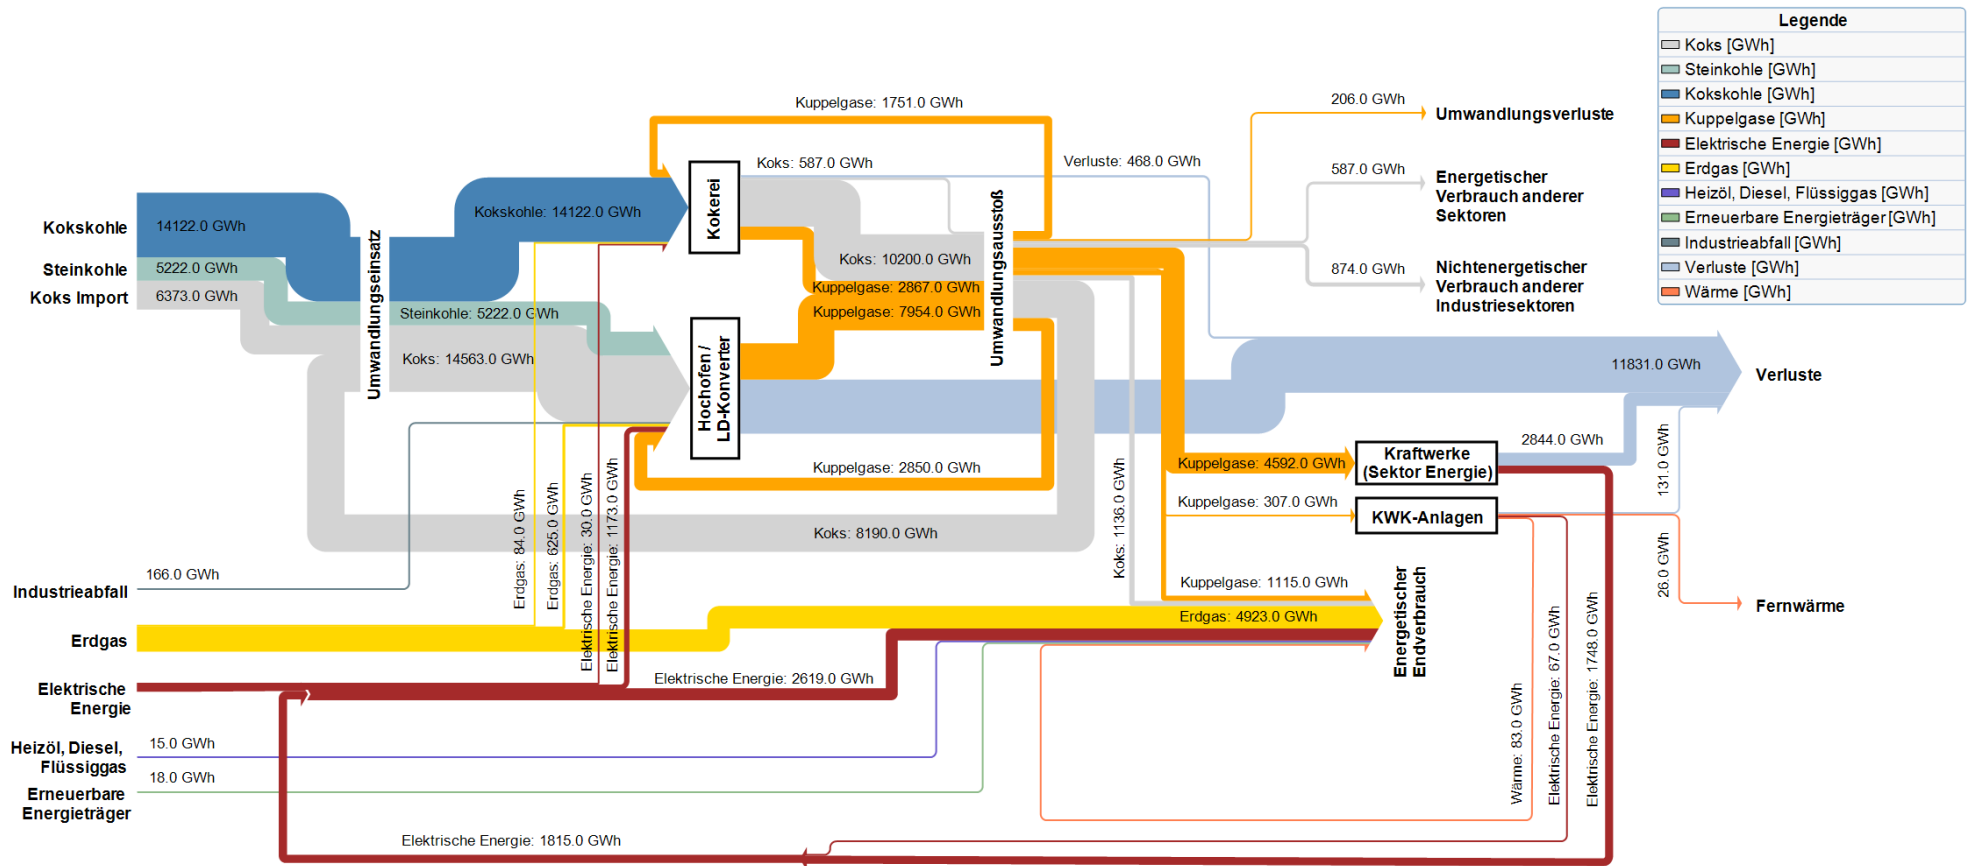 Legende
Koks [GWh]
Steinkohle [GWh]
Kokskohle [GWh]
Kuppelgase [GWh]
Elektrische Energie [GWh]
Erdgas [GWh]
Heizöl, Diesel, Flüssiggas [GWh]
Erneuerbare Energieträger [GWh]
Industrieabfall [GWh]
Verluste [GWh]
Wärme [GWh]
Kuppelgase: 1751.0 GWh
206.0 GWh
Umwandlungsverluste
Koks: 587.0 GWh
Verluste: 468.0 GWh
587.0 GWh
Energetischer
Verbrauch anderer
Sektoren
Kokskohle
14122.0 GWh
Kokskohle: 14122.0 GWh
Kokerei
Steinkohle
5222.0 GWh
Koks Import
6373.0 GWh
Umwandlungseinsatz
Koks: 10200.0 GWh
Umwandlungsausstoß
874.0 GWh
Nichtenergetischer
Verbrauch anderer
Industriesektoren
Kuppelgase: 2867.0 GWh
Kuppelgase: 7954.0 GWh
Steinkohle: 5222.0 GWh
Koks: 14563.0 GWh
Hochofen /
LD-Konverter
11831.0 GWh
Verluste
Kuppelgase: 2850.0 GWh
Kuppelgase: 4592.0 GWh
Kraftwerke
(Sektor Energie)
2844.0 GWh
131.0 GWh
Kuppelgase: 307.0 GWh
KWK-Anlagen
Koks: 8190.0 GWh
Koks: 1136.0 GWh
Erdgas: 84.0 GWh
Erdgas: 625.0 GWh
Elektrische Energie: 30.0 GWh
Elektrische Energie: 1173.0 GWh
Industrieabfall
166.0 GWh
Kuppelgase: 1115.0 GWh
26.0 GWh
Fernwärme
Erdgas
Erdgas: 4923.0 GWh
Energetischer
Endverbrauch
Elektrische
Energie
Elektrische Energie: 2619.0 GWh
Heizöl, Diesel,
Flüssiggas
15.0 GWh
18.0 GWh
Erneuerbare
Energieträger
Wärme: 83.0 GWh
Elektrische Energie: 67.0 GWh
Elektrische Energie: 1748.0 GWh
Elektrische Energie: 1815.0 GWh